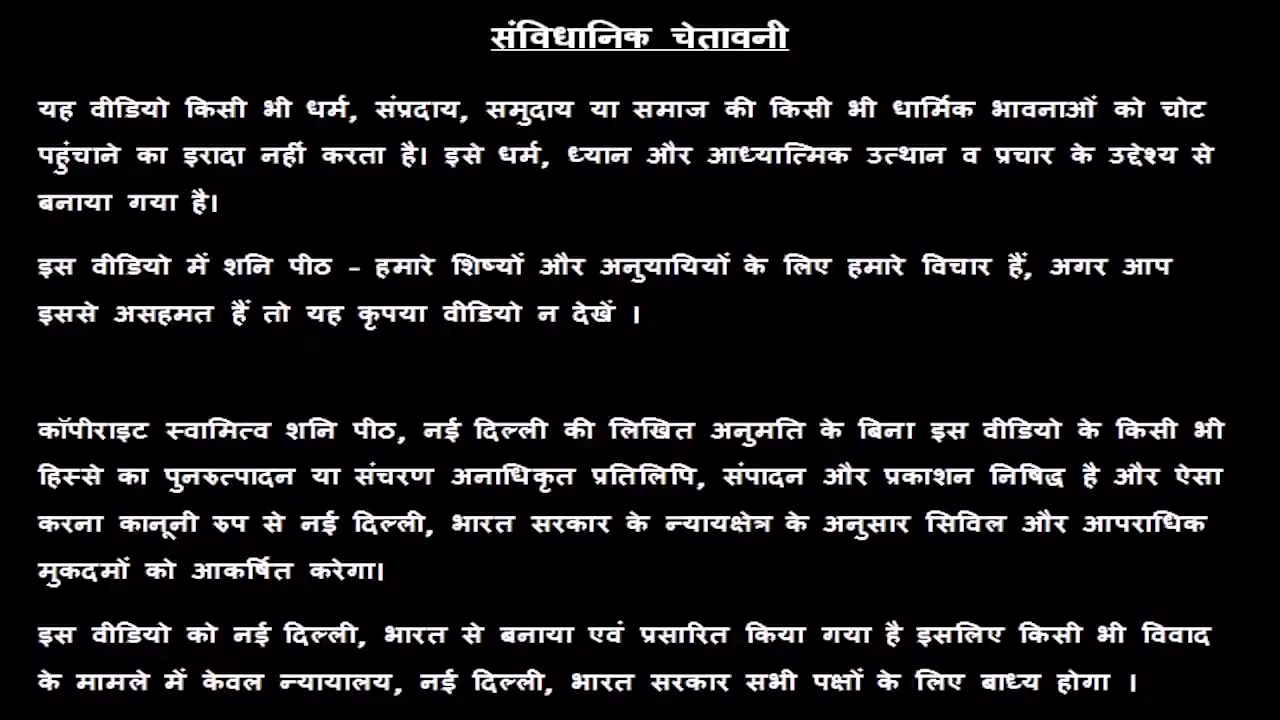 संविधानिक चेतावनी
यह वीडियो किसी भी धर्म, संप्रदाय, समुदाय या समाज की किसी भी धार्मिक भावनाओं को चोट
पहुंचाने का इरादा नहीं करता है। इसे धर्म, ध्यान और आध्यात्मिक उत्थान व प्रचार के उद्देश्य से
बनाया गया है।
इस वीडियो में शनि पीठ – हमारे शिष्यों और अनुयायियों के लिए हमारे विचार हैं, अगर आप
इससे असहमत हैं तो यह कृपया वीडियो न देखें ।
कॉपीराइट स्वामित्व शनि पीठ, नई दिल्ली की लिखित अनुमति के बिना इस वीडियो के किसी भी
हिस्से का पुनरुत्पादन या संचरण अनाधिकृत प्रतिलिपि, संपादन और प्रकाशन निषिद्ध है और ऐसा
करना कानूनी रुप से नई दिल्ली, भारत सरकार के न्यायक्षेत्र के अनुसार सिविल और आपराधिक
मुकदमों को आकर्षित करेगा।
इस वीडियो को नई दिल्ली, भारत से बनाया एवं प्रसारित किया गया है इसलिए किसी भी विवाद
के मामले में केवल न्यायालय, नई दिल्ली, भारत सरकार सभी पक्षों के लिए बाध्य होगा ।